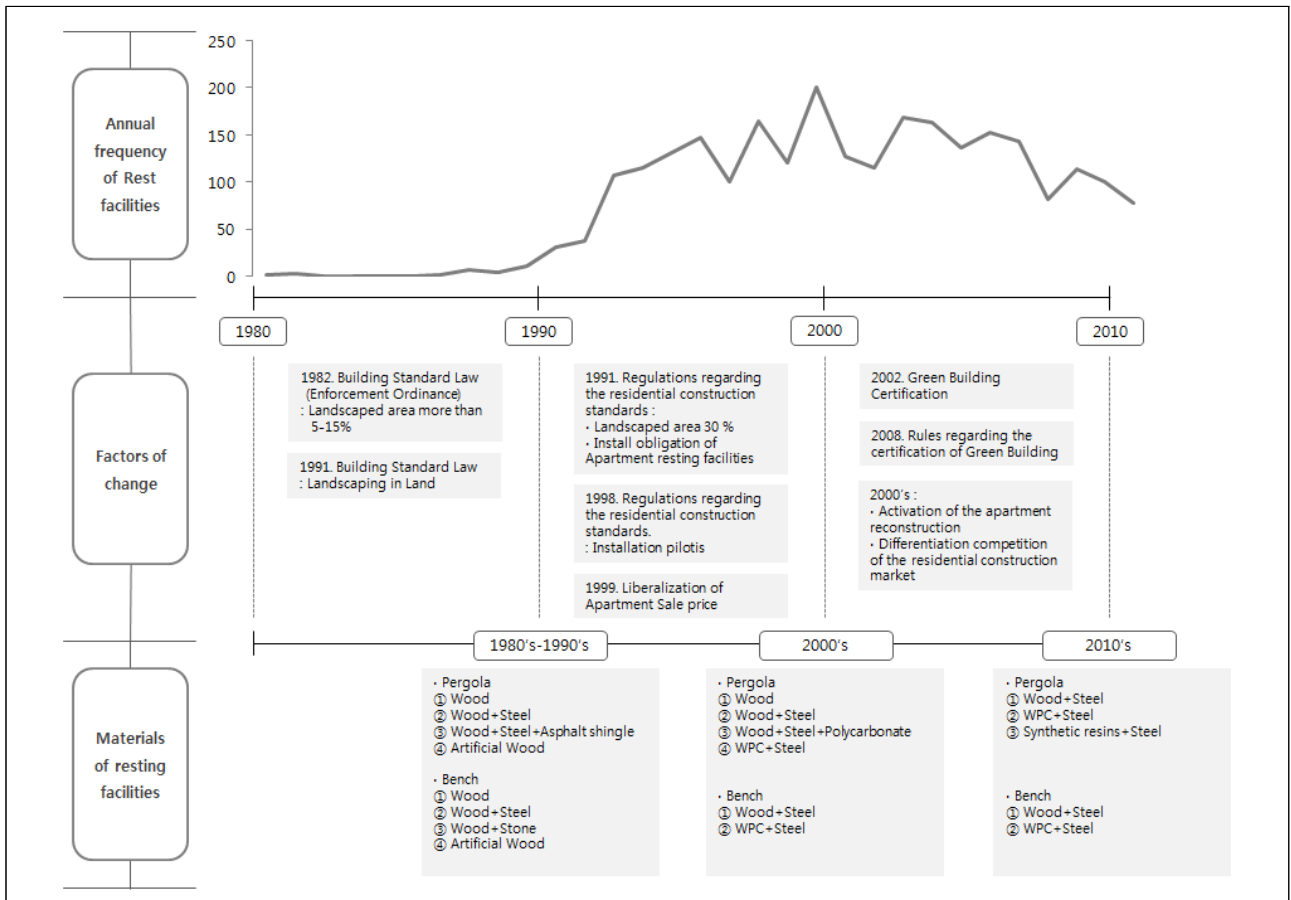 Annual
frequency
of Rest
facilities
250
200
150
100
50
0
1980
1990
2000
2010
Factors of
change
1982. Building Standard Law
(Enforcement Ordinance)
: Landscaped area more than
5-15%
1991. Building Standard Law
: Landscaping in Land
1991. Regulations regarding
the residential construction
standards :
· Landscaped area 30 %
· Install obligation of
Apartment resting facilities
1998. Regulations regarding
the residential construction
standards.
: Installation pilotis
1999. Liberalization of
Apartment Sale price
2002. Green Building
Certification
2008. Rules regarding the
certification of Green Building
2000's :
· Activation of the apartment
reconstruction
· Differentiation competition
of the residential construction
market
Materials
of resting
facilities
1980's-1990's
· Pergola
① Wood
② Wood+Steel
③ Wood+Steel+Asphalt shingle
④ Artificial Wood
· Bench
① Wood
② Wood+Steel
③ Wood+Stone
④ Artificial Wood
2000's
· Pergola
① Wood
② Wood+Steel
③ Wood+Steel+Polycarbonate
④ WPC+Steel
· Bench
① Wood+Steel
② WPC+Steel
2010's
· Pergola
① Wood+Steel
② WPC+Steel
③ Synthetic resins+Steel
· Bench
① Wood+Steel
② WPC+Steel